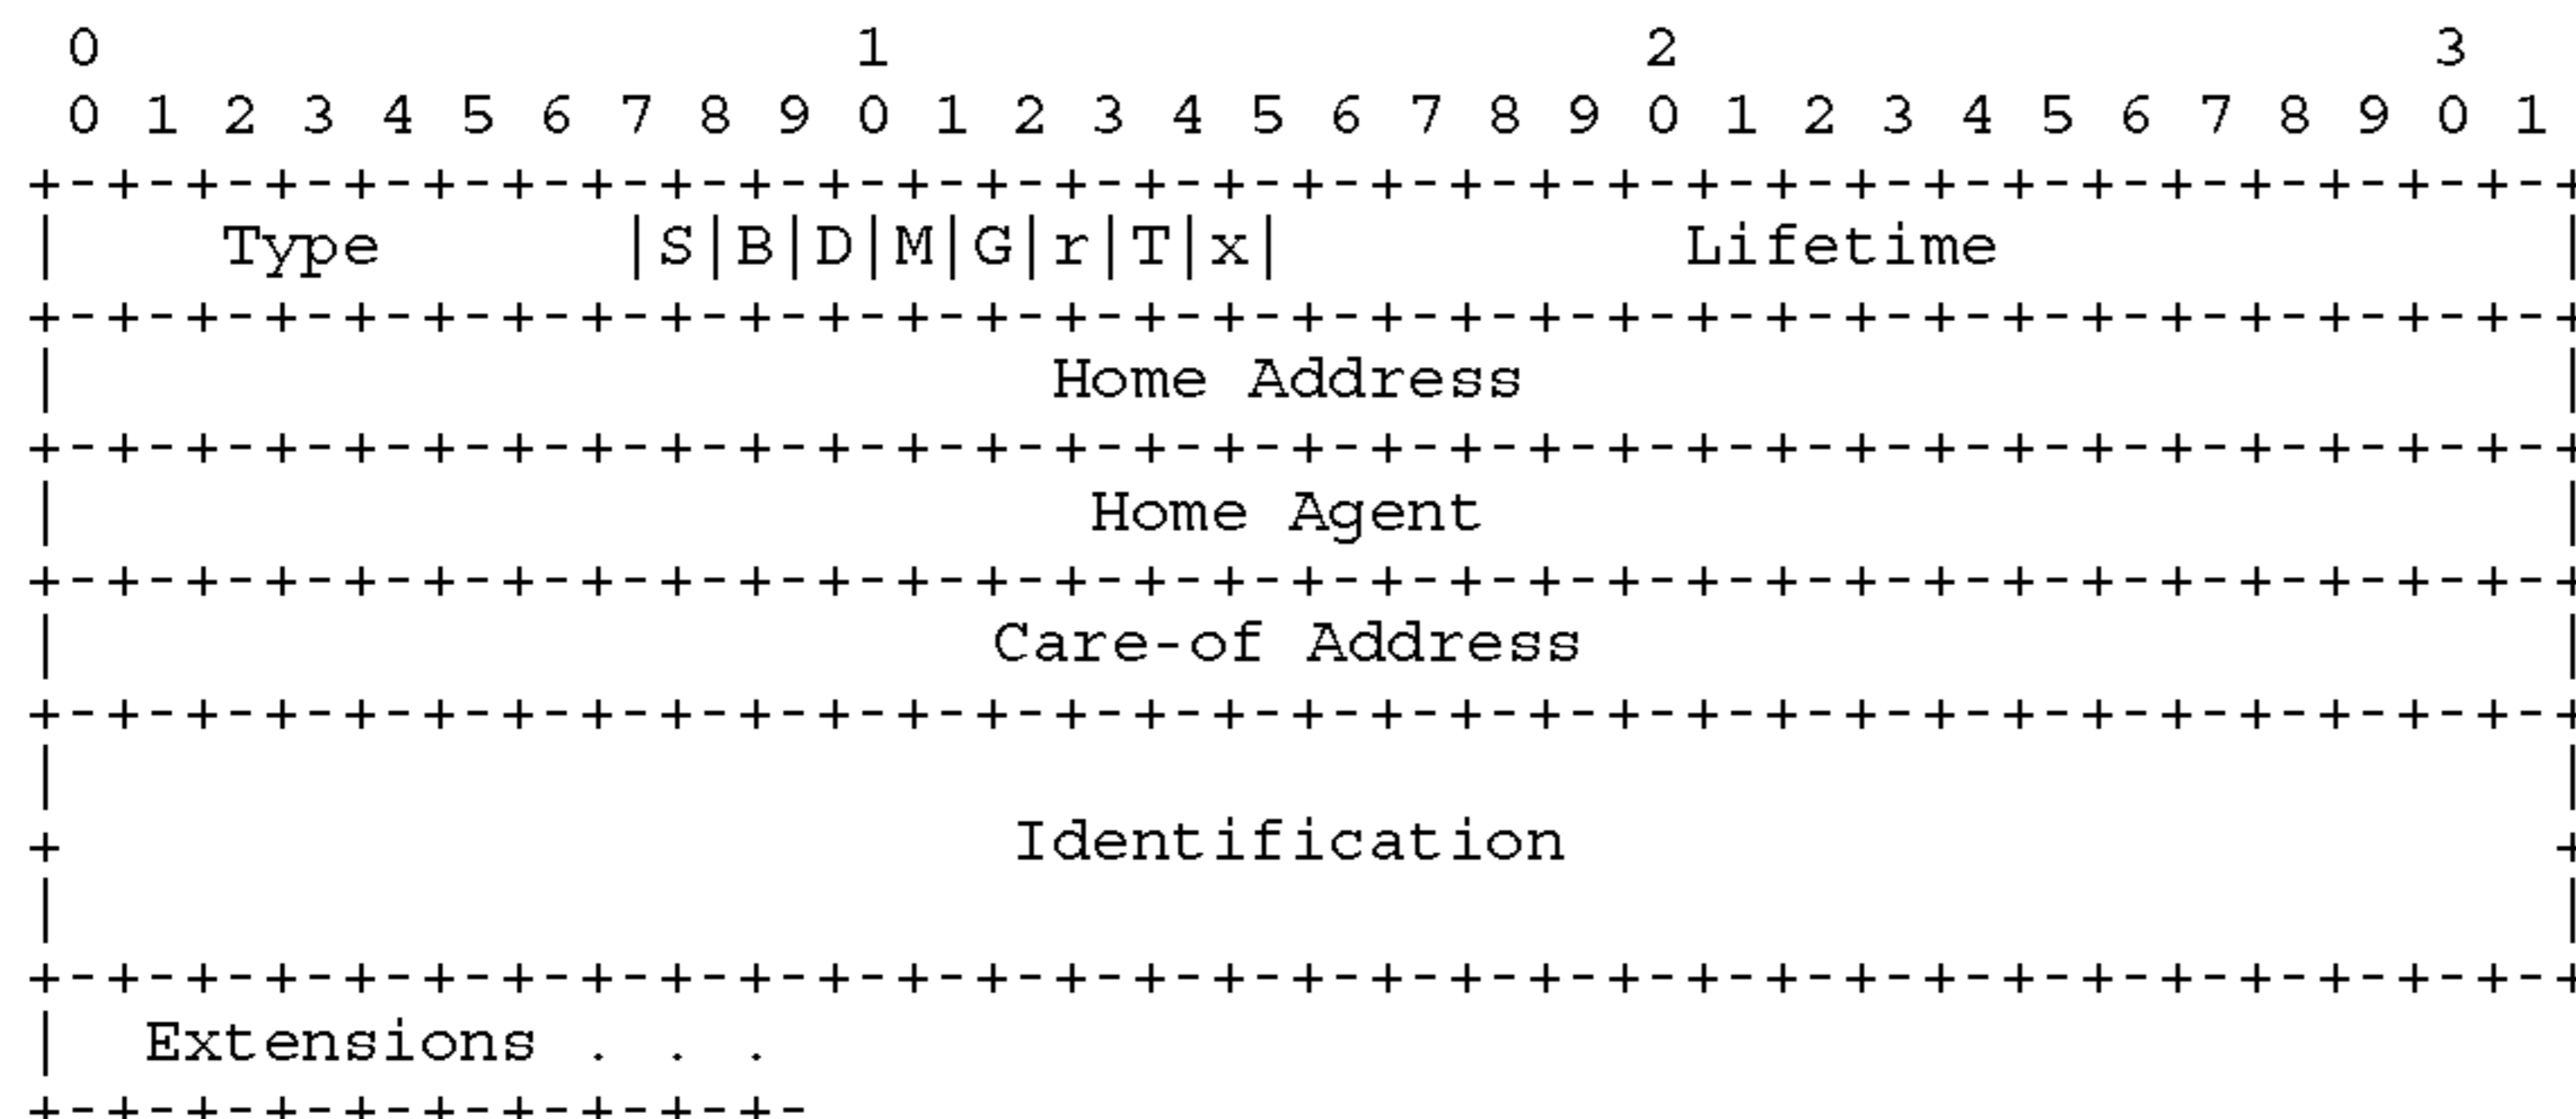 0                   1                   2                   3
 0 1 2 3 4 5 6 7 8 9 0 1 2 3 4 5 6 7 8 9 0 1 2 3 4 5 6 7 8 9 0 1
+-+-+-+-+-+-+-+-+-+-+-+-+-+-+-+-+-+-+-+-+-+-+-+-+-+-+-+-+-+-+-+-+
|     Type      |S|B|D|M|G|r|T|x|          Lifetime             |
+-+-+-+-+-+-+-+-+-+-+-+-+-+-+-+-+-+-+-+-+-+-+-+-+-+-+-+-+-+-+-+-+
|                         Home Address                          |
+-+-+-+-+-+-+-+-+-+-+-+-+-+-+-+-+-+-+-+-+-+-+-+-+-+-+-+-+-+-+-+-+
|                          Home Agent                           |
+-+-+-+-+-+-+-+-+-+-+-+-+-+-+-+-+-+-+-+-+-+-+-+-+-+-+-+-+-+-+-+-+
|                        Care-of Address                        |
+-+-+-+-+-+-+-+-+-+-+-+-+-+-+-+-+-+-+-+-+-+-+-+-+-+-+-+-+-+-+-+-+
|                                                               |
+                        Identification                         +
|                                                               |
+-+-+-+-+-+-+-+-+-+-+-+-+-+-+-+-+-+-+-+-+-+-+-+-+-+-+-+-+-+-+-+-+
|  Extensions . . .
+-+-+-+-+-+-+-+-+-+-